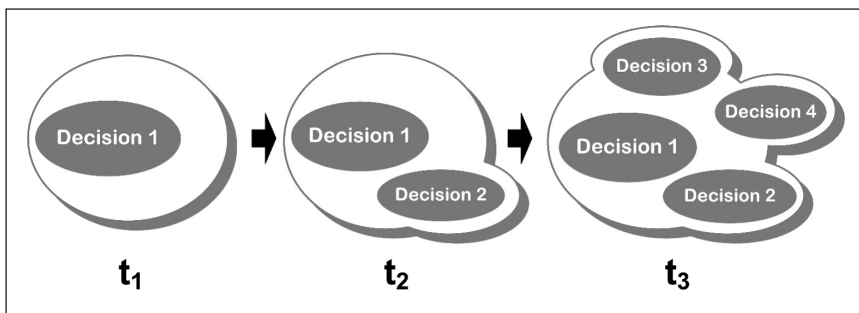 Decision 1
Decision 1
Decision 2
Decision 3
Decision 4
Decision 1
Decision 2
t₁
t₂
t₃